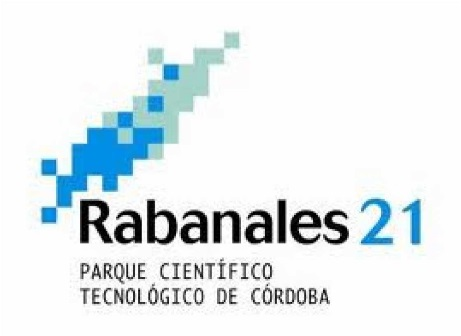 Rabanales 21
PARQUE CIENTÍFICO
TECNOLÓGICO DE CÓRDOBA